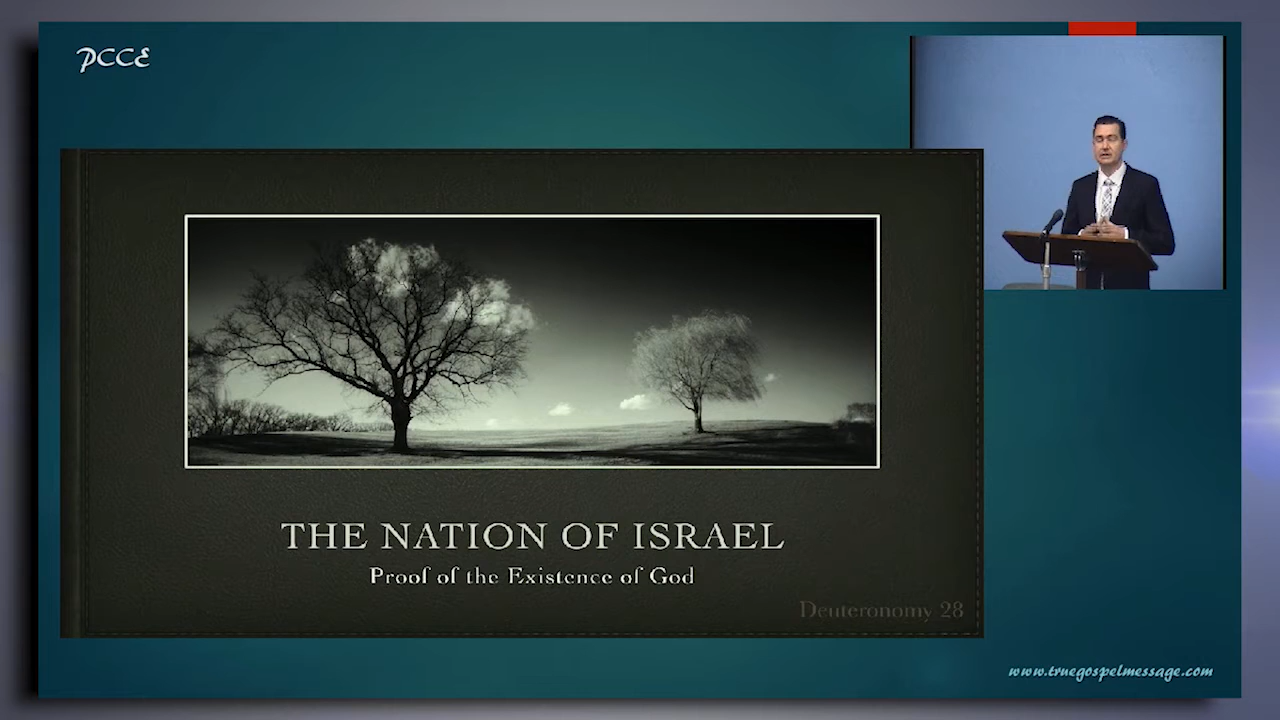 PCCE
THE NATION OF ISRAEL
Proof of the Existence of God
Deuteronomy 28
www.truegospelmessage.com